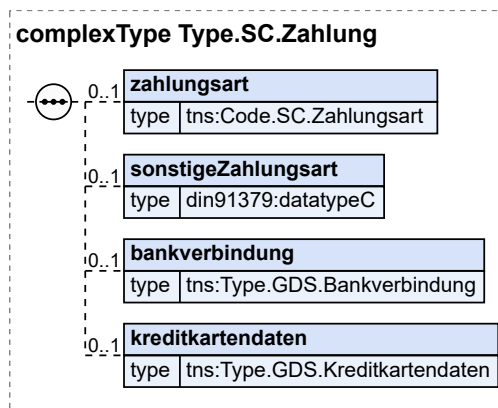 complexType Type.SC.Zahlung
0..1 zahlungsart
type tns:Code.SC.Zahlungsart
0..1 sonstigeZahlungsart
type din91379:datatypeC
0..1 bankverbindung
type tns:Type.GDS.Bankverbindung
0..1 kreditkartendaten
type tns:Type.GDS.Kreditkartendaten